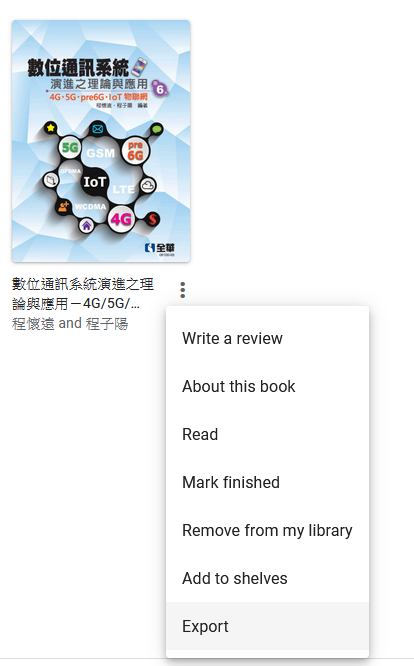 數位通訊系統
演進之理論與應用
6
4G・5G・pre6G・IoT 物聯網
程懷遠・程子陽 編著
5G
GSM
pre
6G
GPRS
IoT
LTE
WCDMA
4G
S
全華
數位通訊系統演進之理
論與應用－4G/5G/…
程懷遠 and 程子陽
Write a review
About this book
Read
Mark finished
Remove from my library
Add to shelves
Export